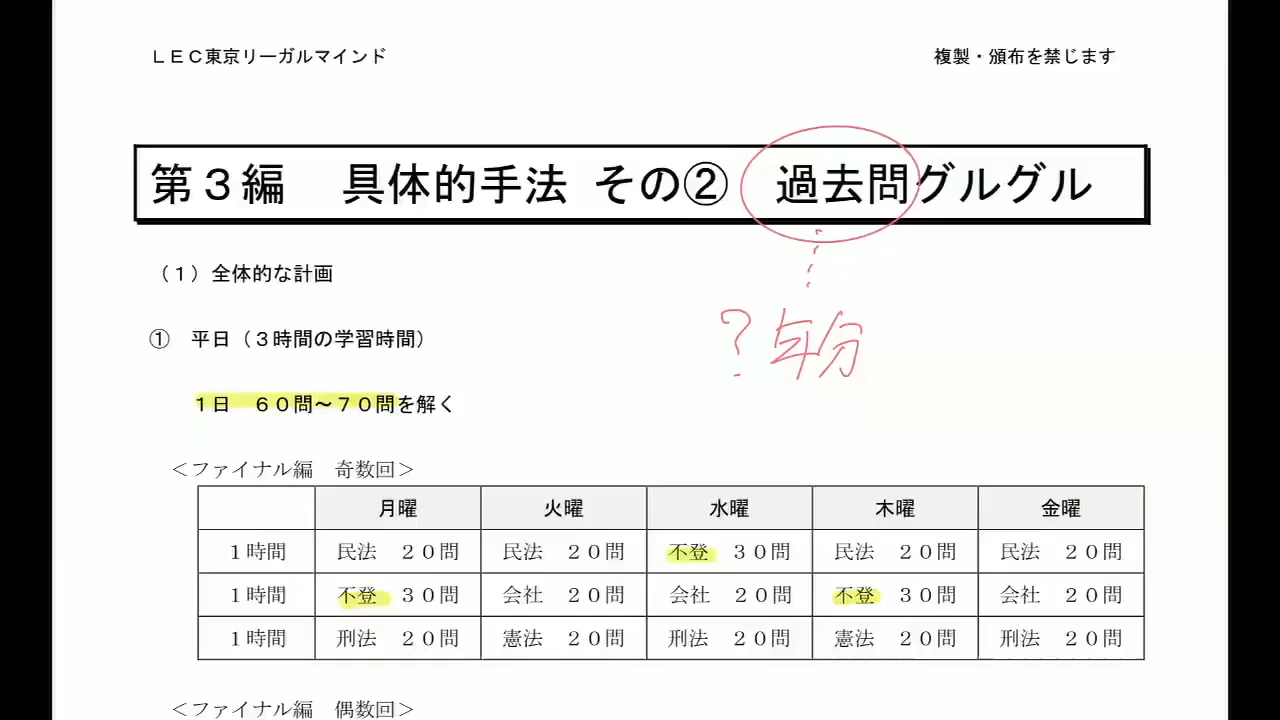 ＬＥＣ東京リーガルマインド　複製・頒布を禁じます
第３編　具体的手法 その②　過去問グルグル
（１）全体的な計画
？年分
①　平日（３時間の学習時間）
１日　６０問～７０問を解く
＜ファイナル編　奇数回＞
月曜　火曜　水曜　木曜　金曜
１時間　民法　２０問　民法　２０問　不登　３０問　民法　２０問　民法　２０問
１時間　不登　３０問　会社　２０問　会社　２０問　不登　３０問　会社　２０問
１時間　刑法　２０問　憲法　２０問　刑法　２０問　憲法　２０問　刑法　２０問
＜ファイナル編　偶数回＞